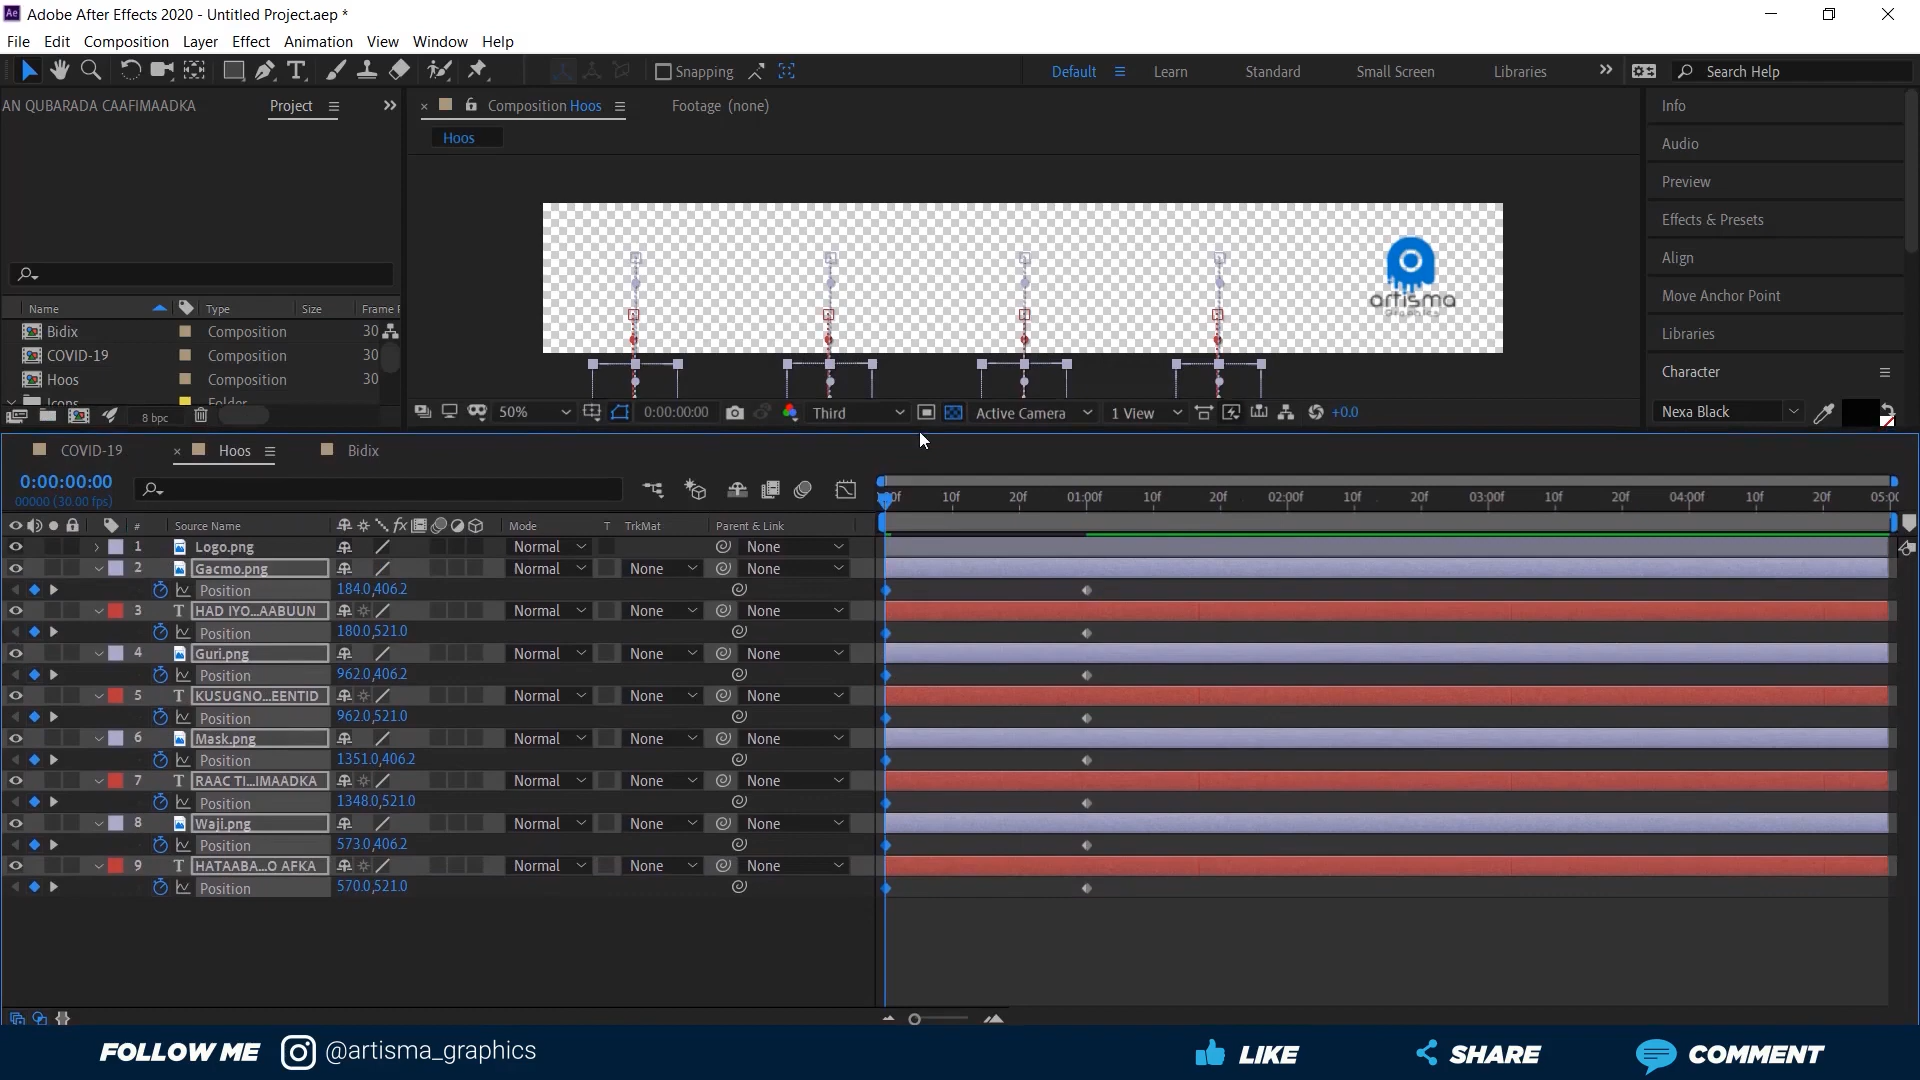 Adobe After Effects 2020 - Untitled Project.aep *
File Edit Composition Layer Effect Animation View Window Help
Snapping Default Learn Standard Small Screen Libraries Search Help
AN QUBARADA CAAFIMAADKA Project
Composition Hoos Footage (none)
Hoos
Name Type Size Frame
Bidix Composition 30
COVID-19 Composition 30
Hoos Composition 30
Icons Folder
8 bpc
artisma
Graphics
50% 0:00:00:00 Third Active Camera 1 View +0.0
Info
Audio
Preview
Effects & Presets
Align
Move Anchor Point
Libraries
Character
Nexa Black
COVID-19 Hoos Bidix
0:00:00:00
00000 (30.00 fps)
00f 10f 20f 01:00f 10f 20f 02:00f 10f 20f 03:00f 10f 20f 04:00f 10f 20f 05:00
# Source Name Mode T TrkMat Parent & Link
1 Logo.png Normal None
2 Gacmo.png Normal None None
Position 184.0,406.2
3 T HAD IYO...AABUUN Normal None None
Position 180.0,521.0
4 Guri.png Normal None None
Position 962.0,406.2
5 T KUSUGNO...EENTID Normal None None
Position 962.0,521.0
6 Mask.png Normal None None
Position 1351.0,406.2
7 T RAAC TI...IMAADKA Normal None None
Position 1348.0,521.0
8 Waji.png Normal None None
Position 573.0,406.2
9 T HATAABA...O AFKA Normal None None
Position 570.0,521.0
FOLLOW ME @artisma_graphics LIKE SHARE COMMENT